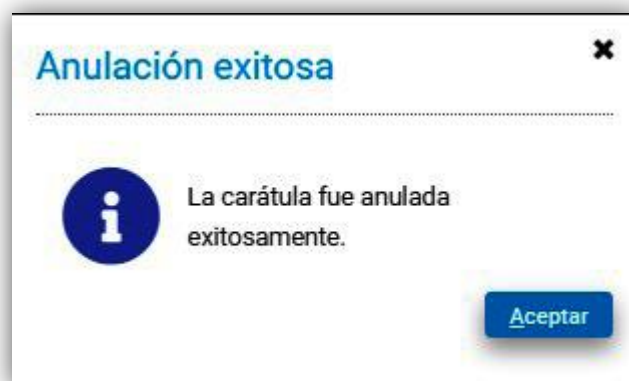 Anulación exitosa
La carátula fue anulada
exitosamente.
Aceptar